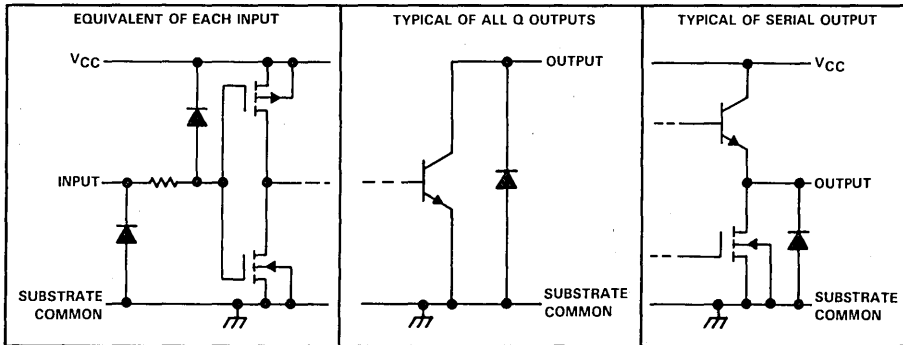 EQUIVALENT OF EACH INPUT
VCC
INPUT
SUBSTRATE
COMMON
TYPICAL OF ALL Q OUTPUTS
OUTPUT
SUBSTRATE
COMMON
TYPICAL OF SERIAL OUTPUT
VCC
OUTPUT
SUBSTRATE
COMMON